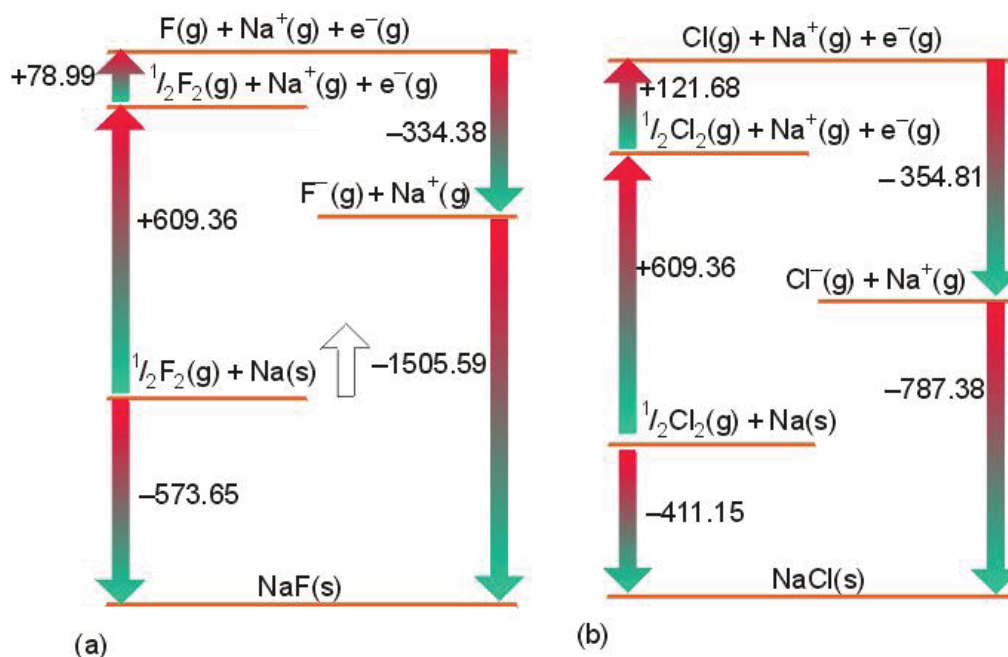 F(g) + Na⁺(g) + e⁻(g)
+78.99
¹/₂F₂(g) + Na⁺(g) + e⁻(g)
–334.38
F⁻(g) + Na⁺(g)
+609.36
¹/₂F₂(g) + Na(s)
–1505.59
–573.65
NaF(s)
(a)
Cl(g) + Na⁺(g) + e⁻(g)
+121.68
¹/₂Cl₂(g) + Na⁺(g) + e⁻(g)
– 354.81
+609.36
Cl⁻(g) + Na⁺(g)
–787.38
¹/₂Cl₂(g) + Na(s)
–411.15
NaCl(s)
(b)